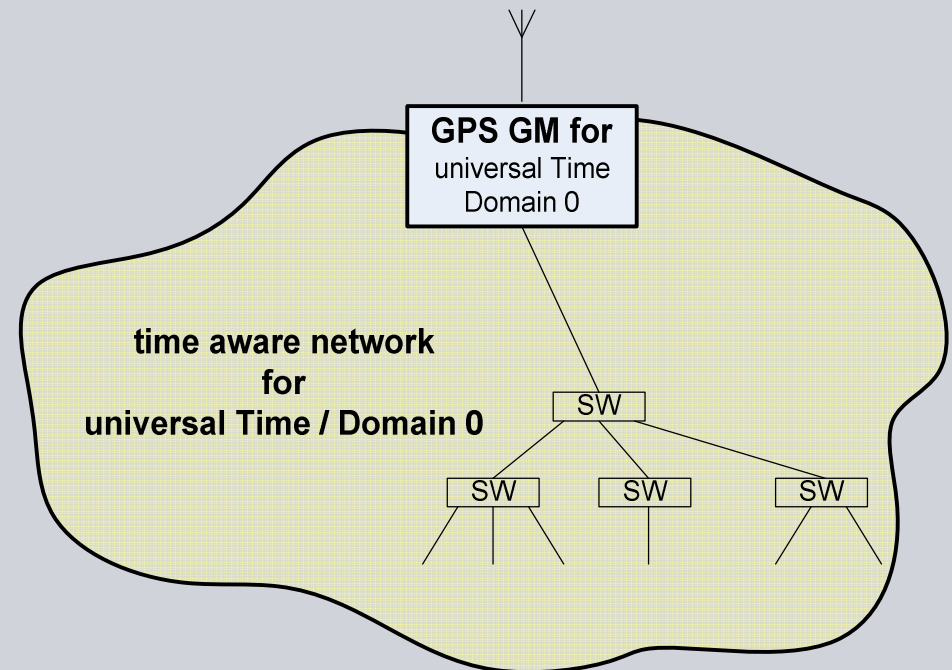 GPS GM for
universal Time
Domain 0
time aware network
for
universal Time / Domain 0
SW
SW
SW
SW